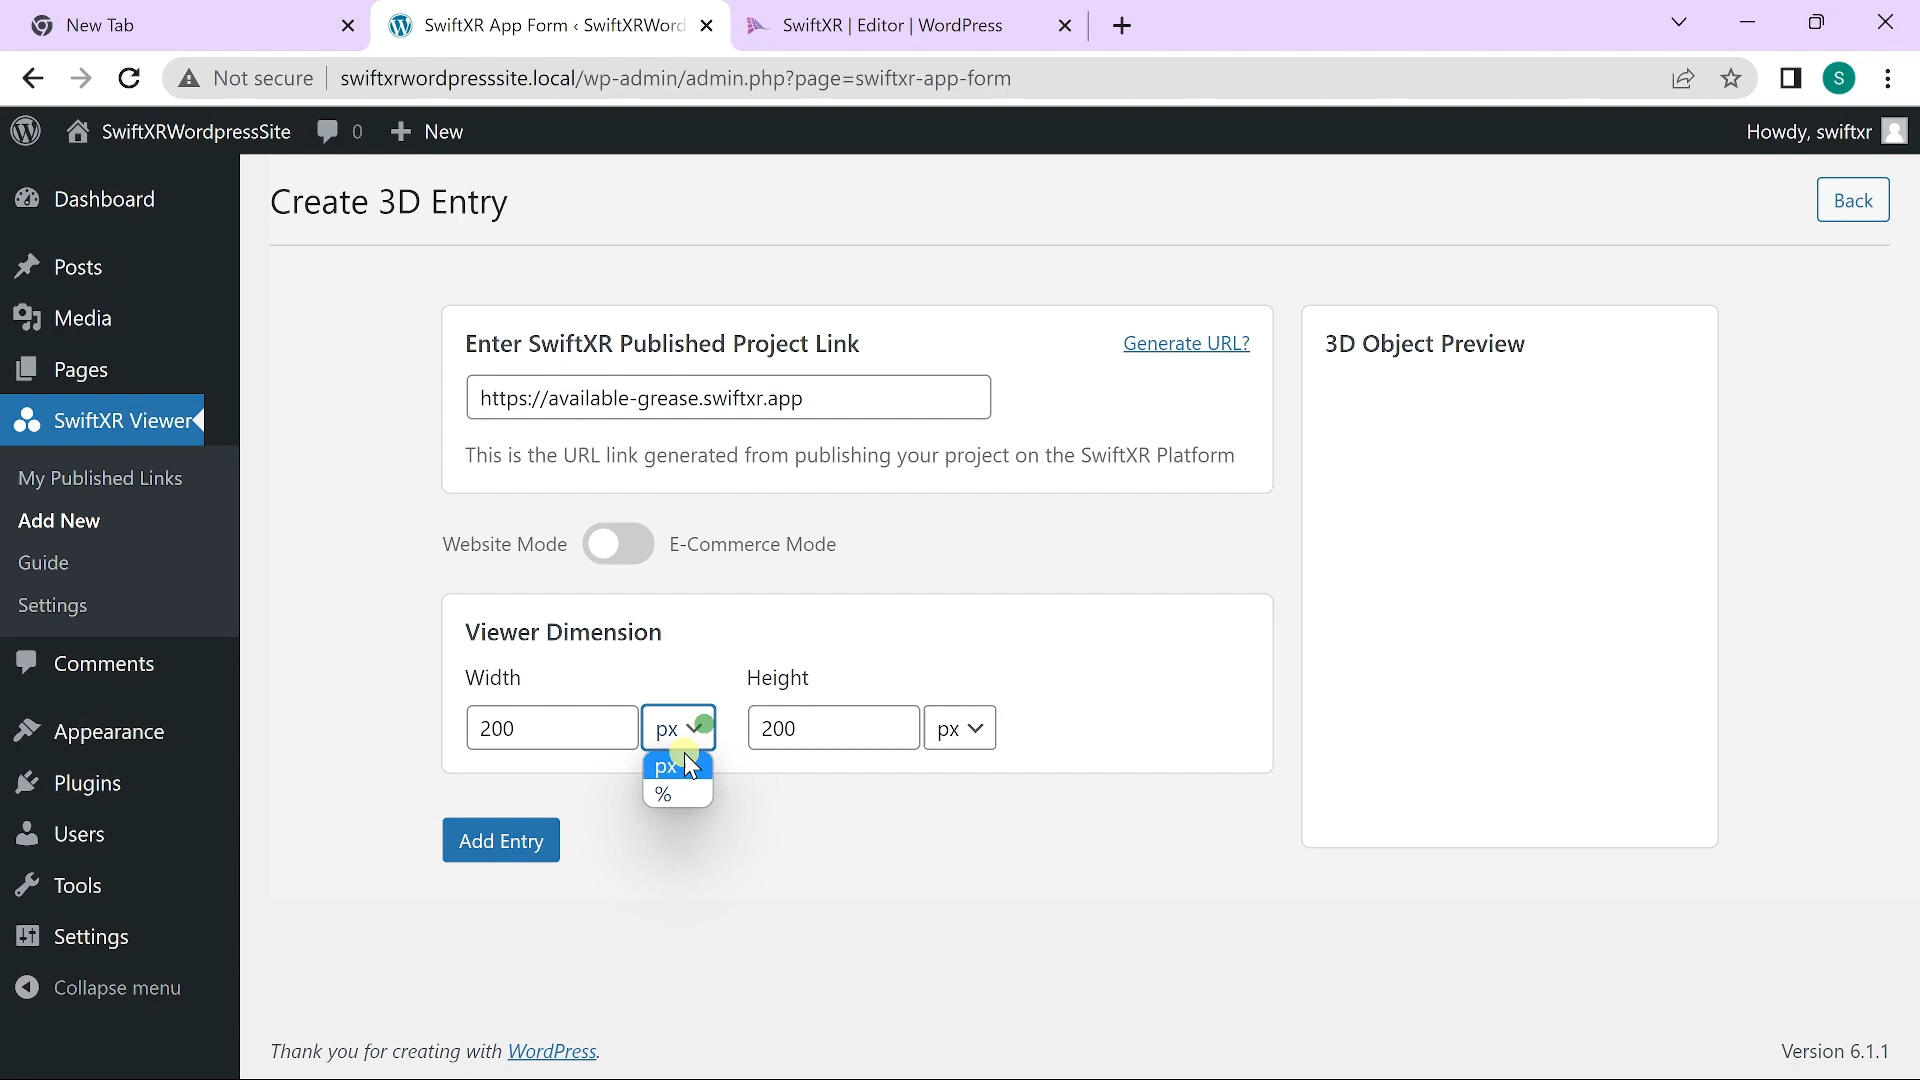 New Tab
SwiftXR App Form ‹ SwiftXRWord
SwiftXR | Editor | WordPress
Not secure
swiftxrwordpresssite.local/wp-admin/admin.php?page=swiftxr-app-form
S
SwiftXRWordpressSite
0
New
Howdy, swiftxr
Dashboard
Posts
Media
Pages
SwiftXR Viewer
My Published Links
Add New
Guide
Settings
Comments
Appearance
Plugins
Users
Tools
Settings
Collapse menu
Create 3D Entry
Back
Enter SwiftXR Published Project Link
Generate URL?
https://available-grease.swiftxr.app
This is the URL link generated from publishing your project on the SwiftXR Platform
Website Mode
E-Commerce Mode
Viewer Dimension
Width
Height
200
px
200
px
px
%
Add Entry
3D Object Preview
Thank you for creating with WordPress.
Version 6.1.1